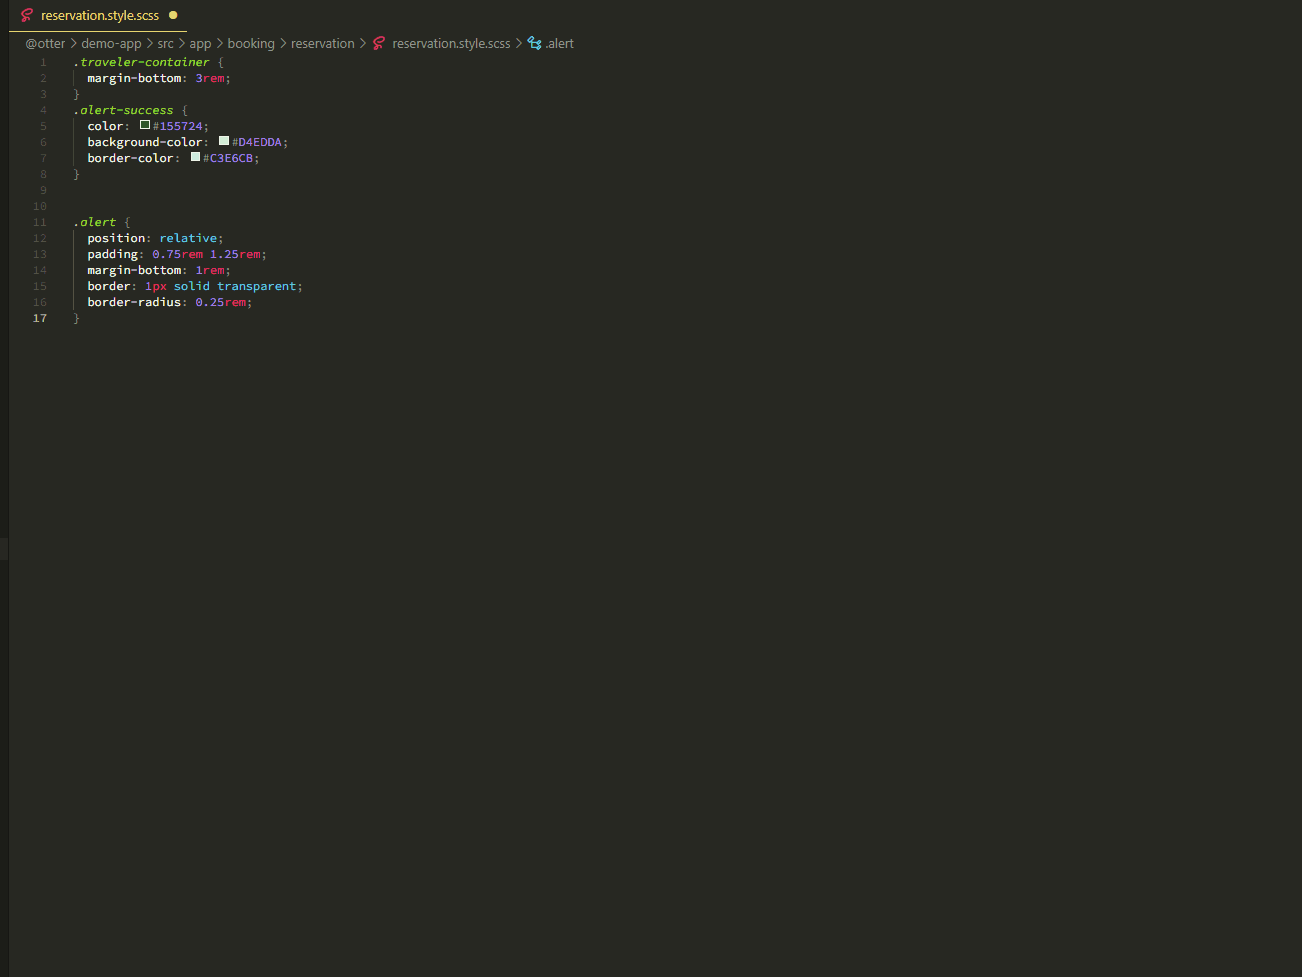 reservation.style.scss
@otter > demo-app > src > app > booking > reservation > reservation.style.scss > .alert
1 .traveler-container {
2 margin-bottom: 3rem;
3 }
4 .alert-success {
5 color: #155724;
6 background-color: #D4EDDA;
7 border-color: #C3E6CB;
8 }
9
10
11 .alert {
12 position: relative;
13 padding: 0.75rem 1.25rem;
14 margin-bottom: 1rem;
15 border: 1px solid transparent;
16 border-radius: 0.25rem;
17 }